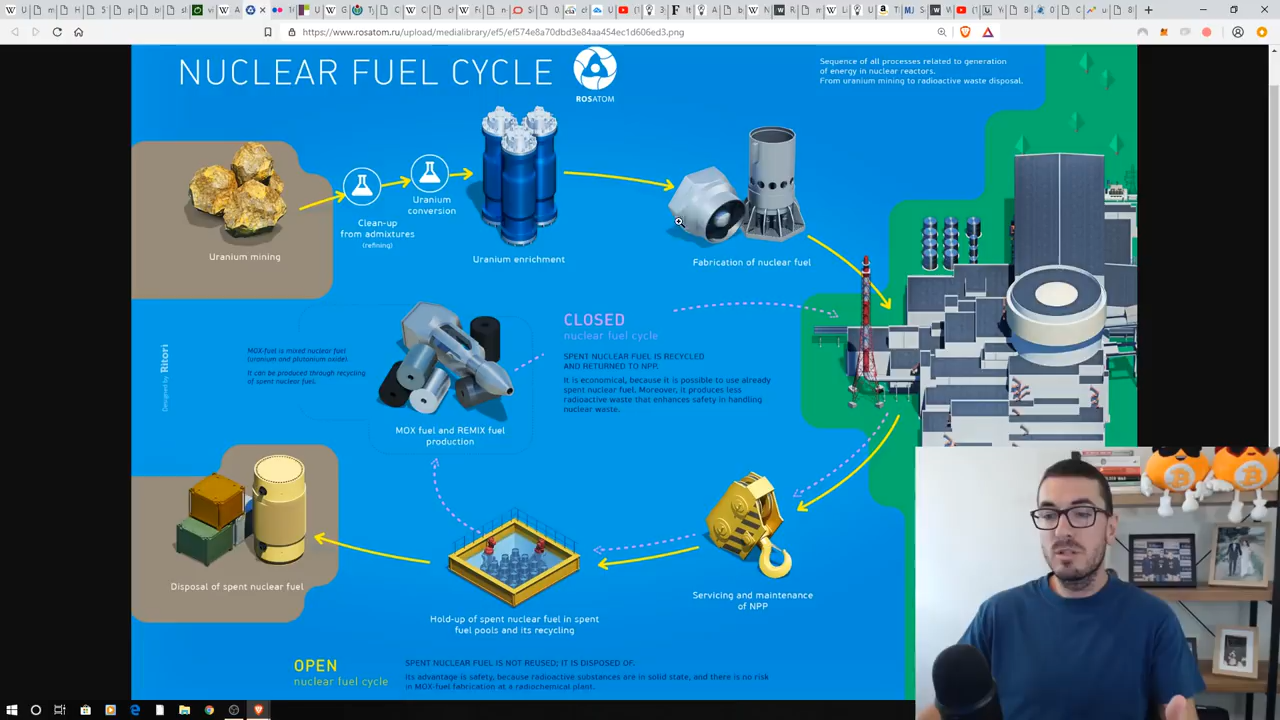 https://www.rosatom.ru/upload/medialibrary/ef5/ef574e8a70dbd3e84aa454ec1d606ed3.png
NUCLEAR FUEL CYCLE
ROSATOM
Sequence of all processes related to generation
of energy in nuclear reactors.
From uranium mining to radioactive waste disposal.
Uranium mining
Clean-up
from admixtures
(refining)
Uranium
conversion
Uranium enrichment
Fabrication of nuclear fuel
CLOSED
nuclear fuel cycle
SPENT NUCLEAR FUEL IS RECYCLED
AND RETURNED TO NPP.
It is economical, because it is possible to use already
spent nuclear fuel. Moreover, it produces less
radioactive waste that enhances safety in handling
nuclear waste.
MOX-fuel is mixed nuclear fuel
(uranium and plutonium oxide).
It can be produced through recycling
of spent nuclear fuel.
Designed by Ritori
MOX fuel and REMIX fuel
production
Disposal of spent nuclear fuel
Hold-up of spent nuclear fuel in spent
fuel pools and its recycling
Servicing and maintenance
of NPP
OPEN
nuclear fuel cycle
SPENT NUCLEAR FUEL IS NOT REUSED; IT IS DISPOSED OF.
Its advantage is safety, because radioactive substances are in solid state, and there is no risk
in MOX-fuel fabrication at a radiochemical plant.